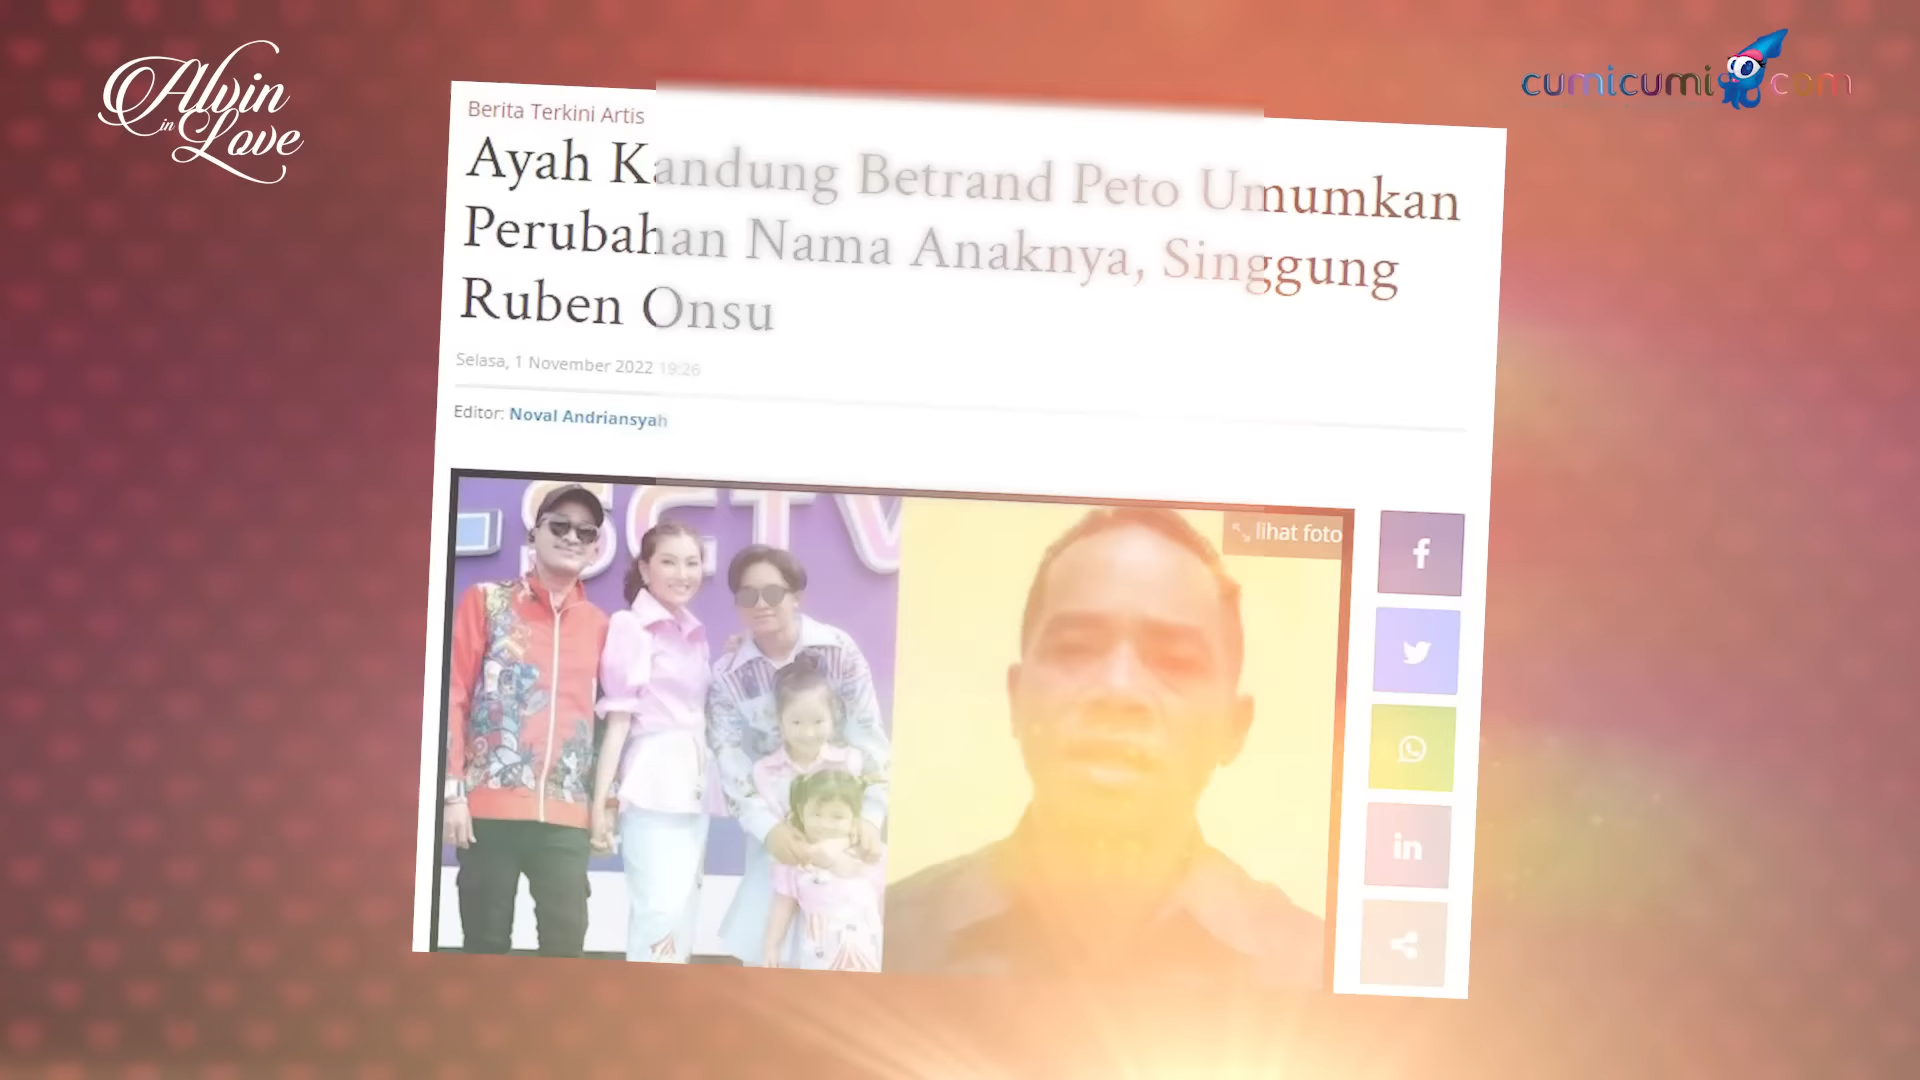 Alvin
in
Love
cumicumi.com
Berita Terkini Artis
Ayah Kandung Betrand Peto Umumkan
Perubahan Nama Anaknya, Singgung
Ruben Onsu
Selasa, 1 November 2022 19:26
Editor: Noval Andriansyah
SCTV
lihat foto
f
in